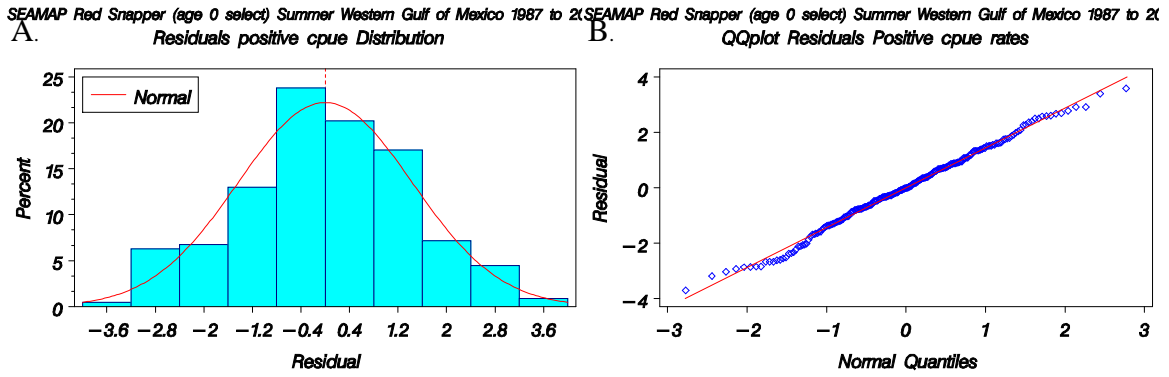 SEAMAP Red Snapper (age 0 select) Summer Western Gulf of Mexico 1987 to
A. Residuals positive cpue Distribution
25
20
15
10
5
0
Percent
Normal
−3.6 −2.8 −2 −1.2 −0.4 0.4 1.2 2.8 3.6
Residual
SEAMAP Red Snapper (age 0 select) Summer Western Gulf of Mexico 1987 to
B. QQplot Residuals Positive cpue rates
4
2
0
−2
−4
Residual
−3 −2 −1 0 1 2 3
Normal Quantiles